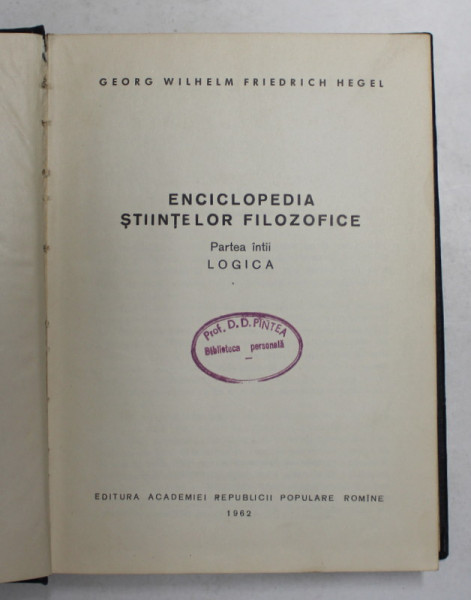 GEORG WILHELM FRIEDRICH HEGEL
ENCICLOPEDIA
ȘTIINȚELOR FILOZOFICE
Partea întîi
LOGICA
Prof. D. D. PÎNTEA
Biblioteca personală
EDITURA ACADEMIEI REPUBLICII POPULARE ROMÎNE
1962